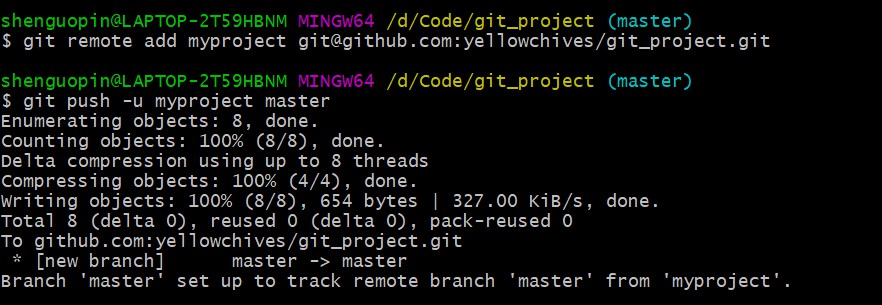 shenguopin@LAPTOP-2T59HBNM MINGW64 /d/Code/git_project (master)
$ git remote add myproject git@github.com:yellowchives/git_project.git
shenguopin@LAPTOP-2T59HBNM MINGW64 /d/Code/git_project (master)
$ git push -u myproject master
Enumerating objects: 8, done.
Counting objects: 100% (8/8), done.
Delta compression using up to 8 threads
Compressing objects: 100% (4/4), done.
Writing objects: 100% (8/8), 654 bytes | 327.00 KiB/s, done.
Total 8 (delta 0), reused 0 (delta 0), pack-reused 0
To github.com:yellowchives/git_project.git
 * [new branch]      master -> master
Branch 'master' set up to track remote branch 'master' from 'myproject'.